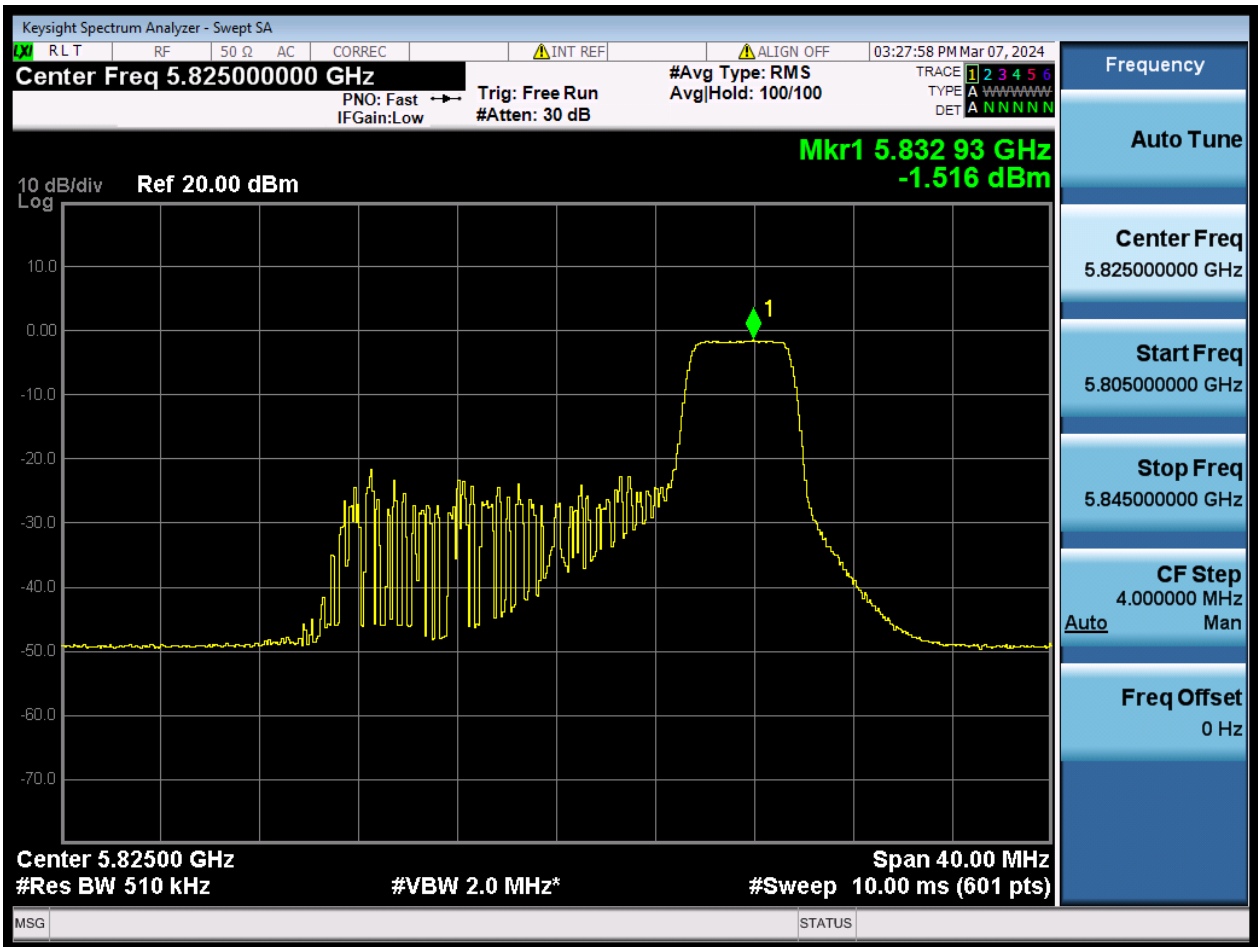 Keysight Spectrum Analyzer - Swept SA
LXI RLT RF 50 Ω AC CORREC INT REF ALIGN OFF 03:27:58 PM Mar 07, 2024
Center Freq 5.825000000 GHz
PNO: Fast
IFGain:Low
Trig: Free Run
#Atten: 30 dB
#Avg Type: RMS
Avg|Hold: 100/100
TRACE 1 2 3 4 5 6
TYPE A WWWWW
DET A N N N N N
Mkr1 5.832 93 GHz
-1.516 dBm
10 dB/div Ref 20.00 dBm
Log
10.0
0.00
-10.0
-20.0
-30.0
-40.0
-50.0
-60.0
-70.0
1
Center 5.82500 GHz Span 40.00 MHz
#Res BW 510 kHz #VBW 2.0 MHz* #Sweep 10.00 ms (601 pts)
MSG STATUS
Frequency
Auto Tune
Center Freq
5.825000000 GHz
Start Freq
5.805000000 GHz
Stop Freq
5.845000000 GHz
CF Step
4.000000 MHz
Auto Man
Freq Offset
0 Hz